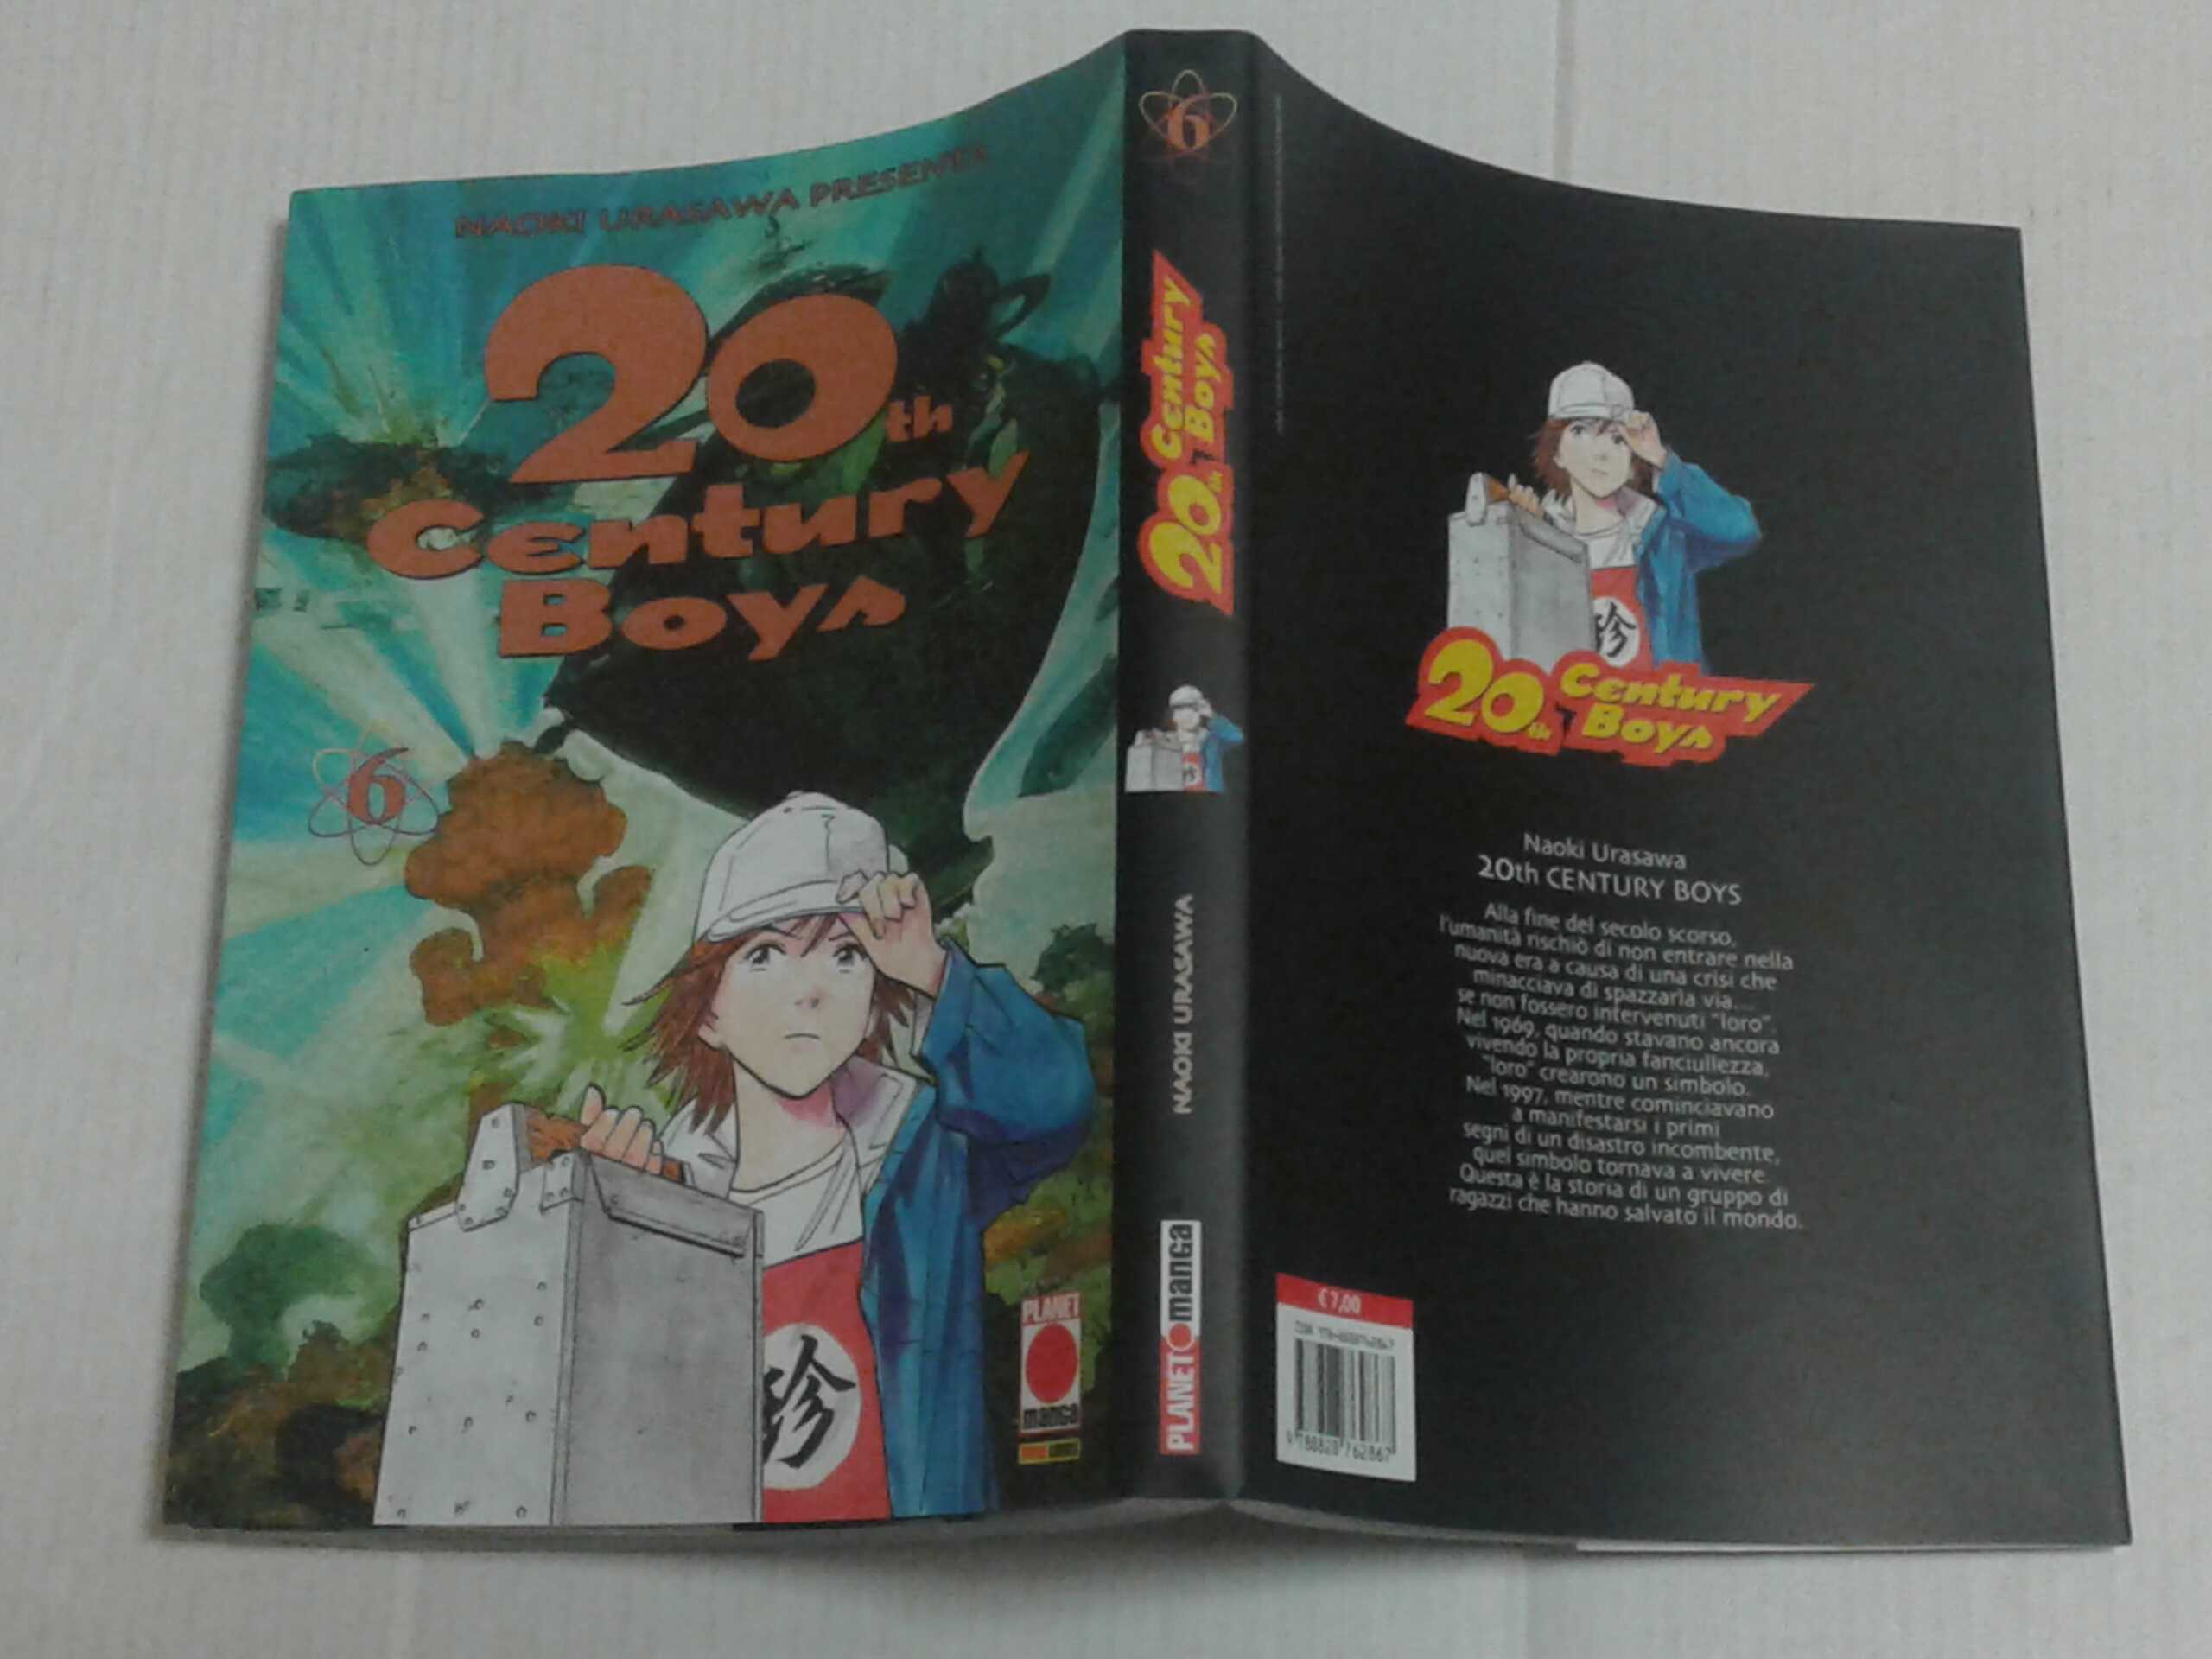 NAOKI URASAWA PRESENTS
20th
Century
Boys
6
珍
PLANET
manga
6
20th Century Boys
珍
NAOKI URASAWA
PLANET manga
珍
20th Century
Boys
Naoki Urasawa
20th CENTURY BOYS
Alla fine del secolo scorso,
l'umanità rischiò di non entrare nella
nuova era a causa di una crisi che
minacciava di spazzarla via...
se non fossero intervenuti "loro".
Nel 1969, quando stavano ancora
vivendo la propria fanciullezza,
"loro" crearono un simbolo.
Nel 1997, mentre cominciavano
a manifestarsi i primi
segni di un disastro incombente,
quel simbolo tornava a vivere.
Questa è la storia di un gruppo di
ragazzi che hanno salvato il mondo.
€ 7,00
ISBN